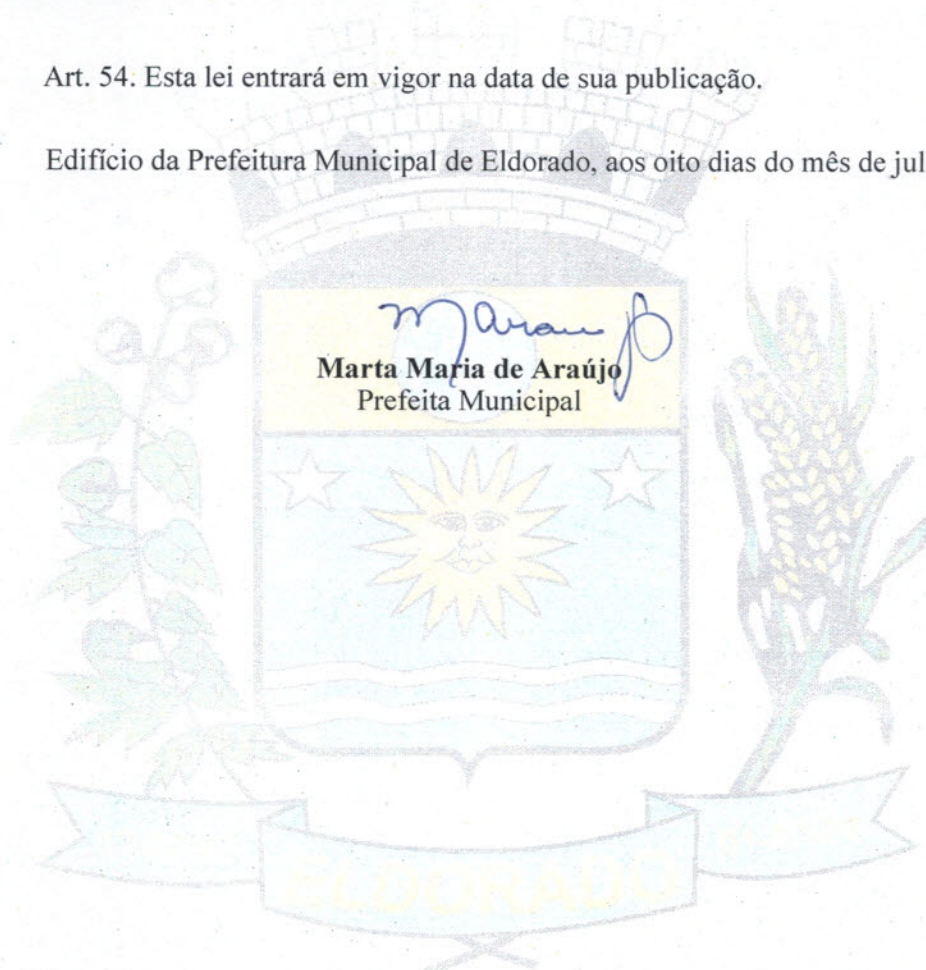 Art. 54. Esta lei entrará em vigor na data de sua publicação.
Edifício da Prefeitura Municipal de Eldorado, aos oito dias do mês de jul
Marta Maria de Araújo
Prefeita Municipal
ELDORADO